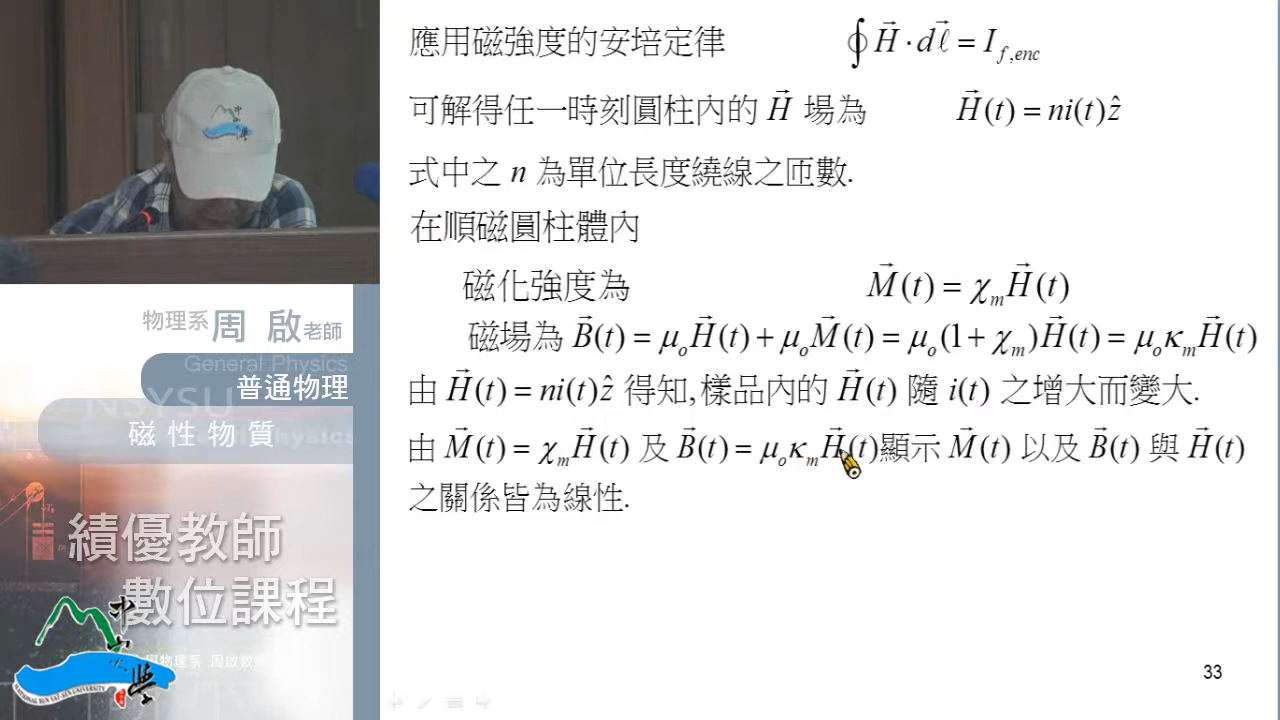 應用磁強度的安培定律 ∮H⃗·dℓ⃗ = I_{f,enc}
可解得任一時刻圓柱內的 H⃗ 場為 H⃗(t) = ni(t)ẑ
式中之 n 為單位長度繞線之匝數.
在順磁圓柱體內
磁化強度為 M⃗(t) = χ_m H⃗(t)
磁場為 B⃗(t) = μ_o H⃗(t) + μ_o M⃗(t) = μ_o(1 + χ_m)H⃗(t) = μ_o κ_m H⃗(t)
由 H⃗(t) = ni(t)ẑ 得知,樣品內的 H⃗(t) 隨 i(t) 之增大而變大.
由 M⃗(t) = χ_m H⃗(t) 及 B⃗(t) = μ_o κ_m H⃗(t)顯示 M⃗(t) 以及 B⃗(t) 與 H⃗(t)
之關係皆為線性.
33
物理系 周 啟 老師
General Physics
普通物理
NSYSU
磁 性 物 質
績優教師
數位課程